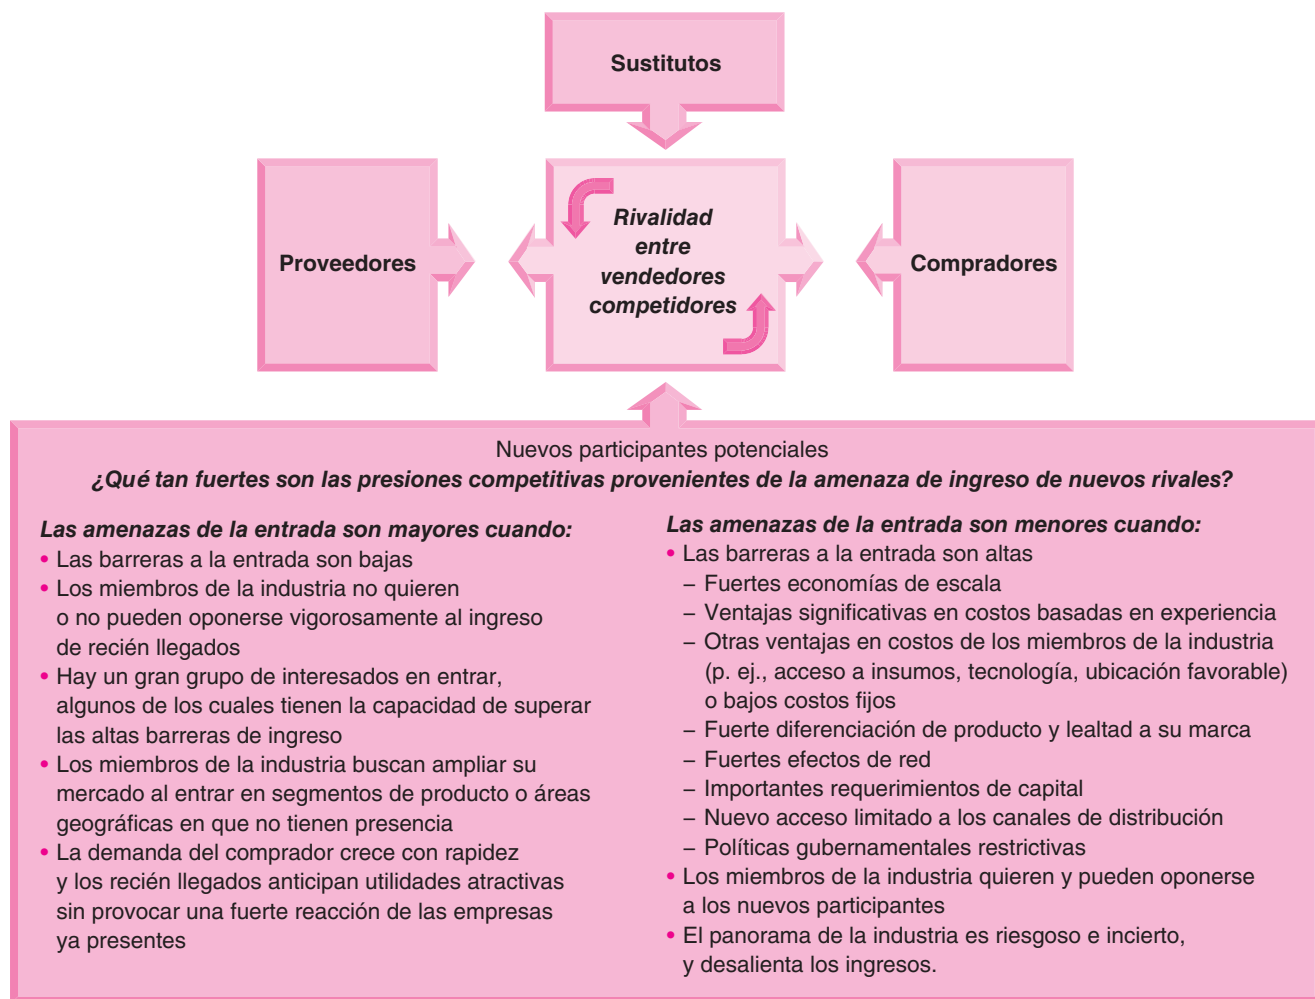 Sustitutos
Proveedores
Rivalidad
entre
vendedores
competidores
Compradores
Nuevos participantes potenciales
¿Qué tan fuertes son las presiones competitivas provenientes de la amenaza de ingreso de nuevos rivales?
Las amenazas de la entrada son mayores cuando:
• Las barreras a la entrada son bajas
• Los miembros de la industria no quieren
o no pueden oponerse vigorosamente al ingreso
de recién llegados
• Hay un gran grupo de interesados en entrar,
algunos de los cuales tienen la capacidad de superar
las altas barreras de ingreso
• Los miembros de la industria buscan ampliar su
mercado al entrar en segmentos de producto o áreas
geográficas en que no tienen presencia
• La demanda del comprador crece con rapidez
y los recién llegados anticipan utilidades atractivas
sin provocar una fuerte reacción de las empresas
ya presentes
Las amenazas de la entrada son menores cuando:
• Las barreras a la entrada son altas
– Fuertes economías de escala
– Ventajas significativas en costos basadas en experiencia
– Otras ventajas en costos de los miembros de la industria
(p. ej., acceso a insumos, tecnología, ubicación favorable)
o bajos costos fijos
– Fuerte diferenciación de producto y lealtad a su marca
– Fuertes efectos de red
– Importantes requerimientos de capital
– Nuevo acceso limitado a los canales de distribución
– Políticas gubernamentales restrictivas
• Los miembros de la industria quieren y pueden oponerse
a los nuevos participantes
• El panorama de la industria es riesgoso e incierto,
y desalienta los ingresos.